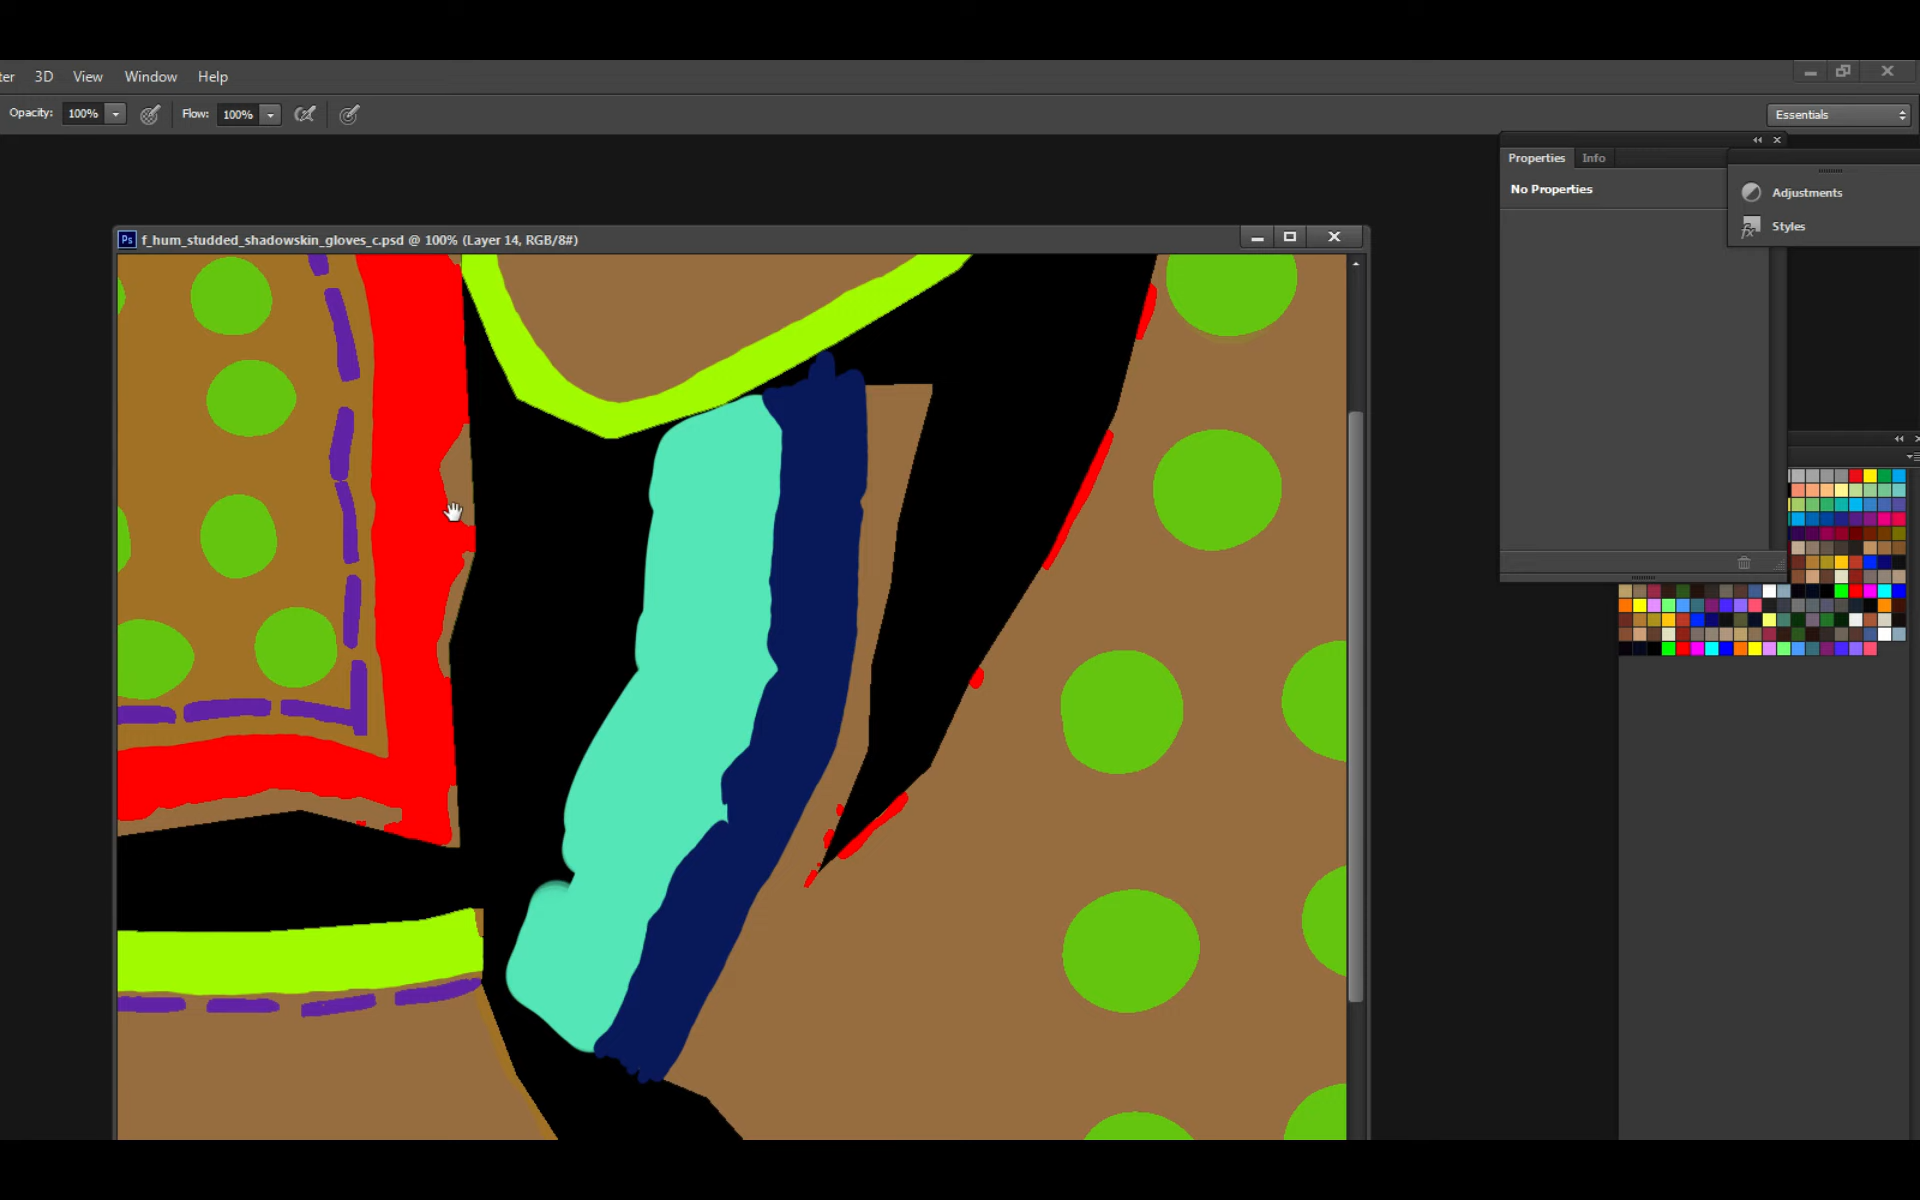 ter 3D View Window Help
Opacity: 100% Flow: 100% Essentials
Properties Info
No Properties
Adjustments
Styles
Ps f_hum_studded_shadowskin_gloves_c.psd @ 100% (Layer 14, RGB/8#)